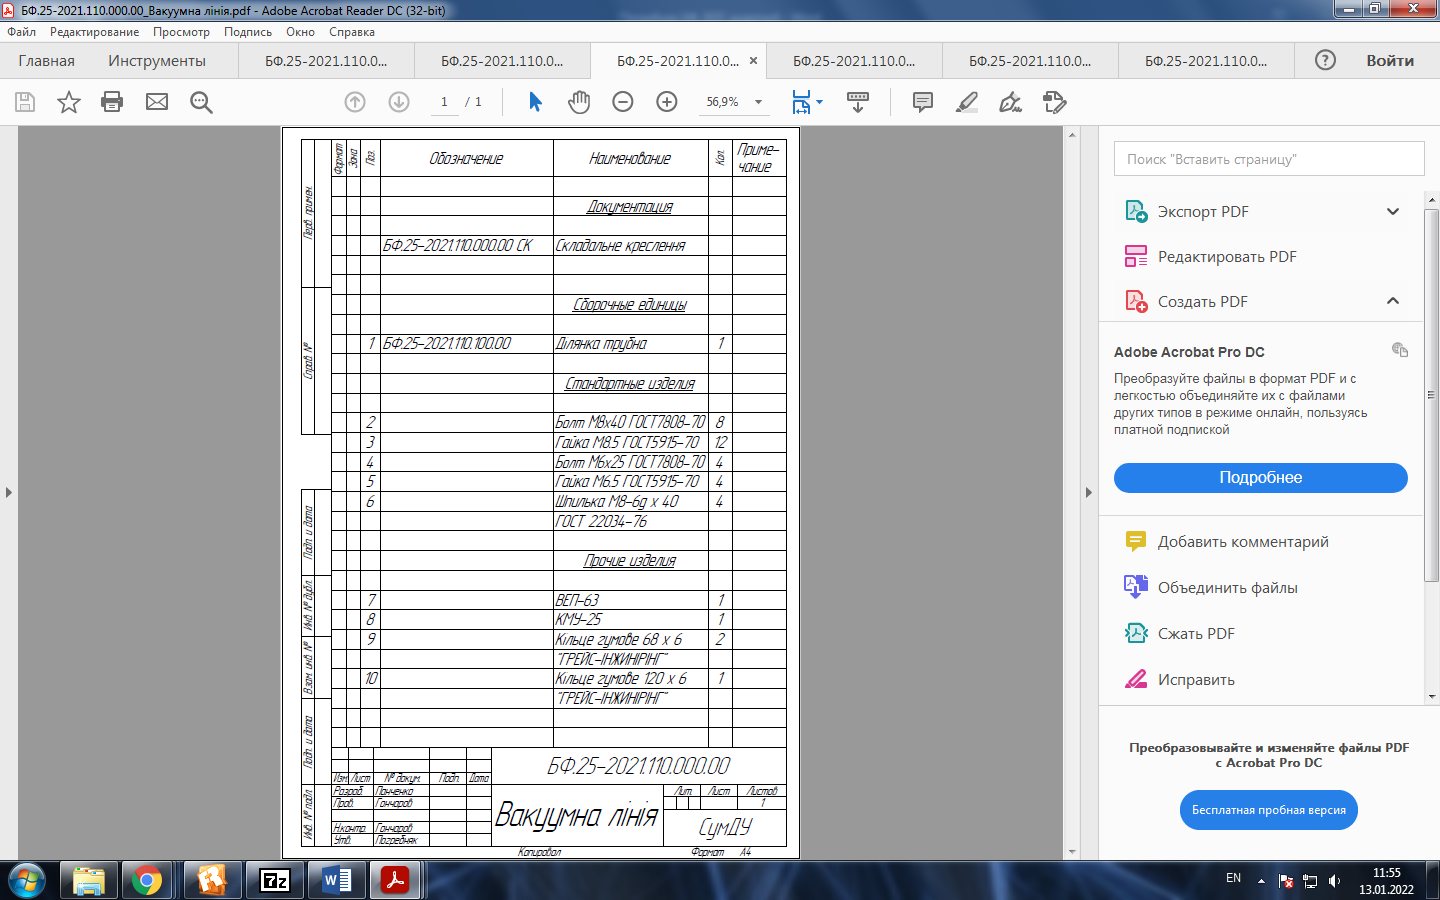 БФ.25-2021.110.000.00_Вакуумна лінія.pdf - Adobe Acrobat Reader DC (32-bit)
Файл Редактирование Просмотр Подпись Окно Справка
Главная Инструменты БФ.25-2021.110.0... БФ.25-2021.110.0... БФ.25-2021.110.0... × БФ.25-2021.110.0... БФ.25-2021.110.0... БФ.25-2021.110.0... ? Войти
1 / 1 56,9%
Формат Зона Поз. Обозначение Наименование Кол. Приме-
чание
Перв. примен.
Документация
БФ.25-2021.110.000.00 СК Складальне креслення
Сборочные единицы
Справ. №
1 БФ.25-2021.110.100.00 Ділянка трубна 1
Стандартные изделия
2 Болт М8х40 ГОСТ7808-70 8
3 Гайка М8.5 ГОСТ5915-70 12
4 Болт М6х25 ГОСТ7808-70 4
5 Гайка М6.5 ГОСТ5915-70 4
6 Шпилька М8-6g x 40 4
ГОСТ 22034-76
Подп. и дата
Прочие изделия
Инв. № дубл.
7 ВЕП-63 1
8 КМУ-25 1
Взам. инв. №
9 Кільце гумове 68 х 6 2
"ГРЕЙС-ІНЖИНІРІНГ"
10 Кільце гумове 120 х 6 1
"ГРЕЙС-ІНЖИНІРІНГ"
Подп. и дата
Инв. № подл.
БФ.25-2021.110.000.00
Изм. Лист № докум. Подп. Дата
Разраб. Панченко
Пров. Гончаров
Н.контр. Гончаров
Утв. Погребняк
Вакуумна лінія
Лит. Лист Листов
1
СумДУ
Копировал Формат А4
Поиск "Вставить страницу"
Экспорт PDF
Редактировать PDF
Создать PDF
Adobe Acrobat Pro DC
Преобразуйте файлы в формат PDF и с
легкостью объединяйте их с файлами
других типов в режиме онлайн, пользуясь
платной подпиской
Подробнее
Добавить комментарий
Объединить файлы
Сжать PDF
Исправить
Преобразовывайте и изменяйте файлы PDF
с Acrobat Pro DC
Бесплатная пробная версия
7z W EN 11:55
13.01.2022